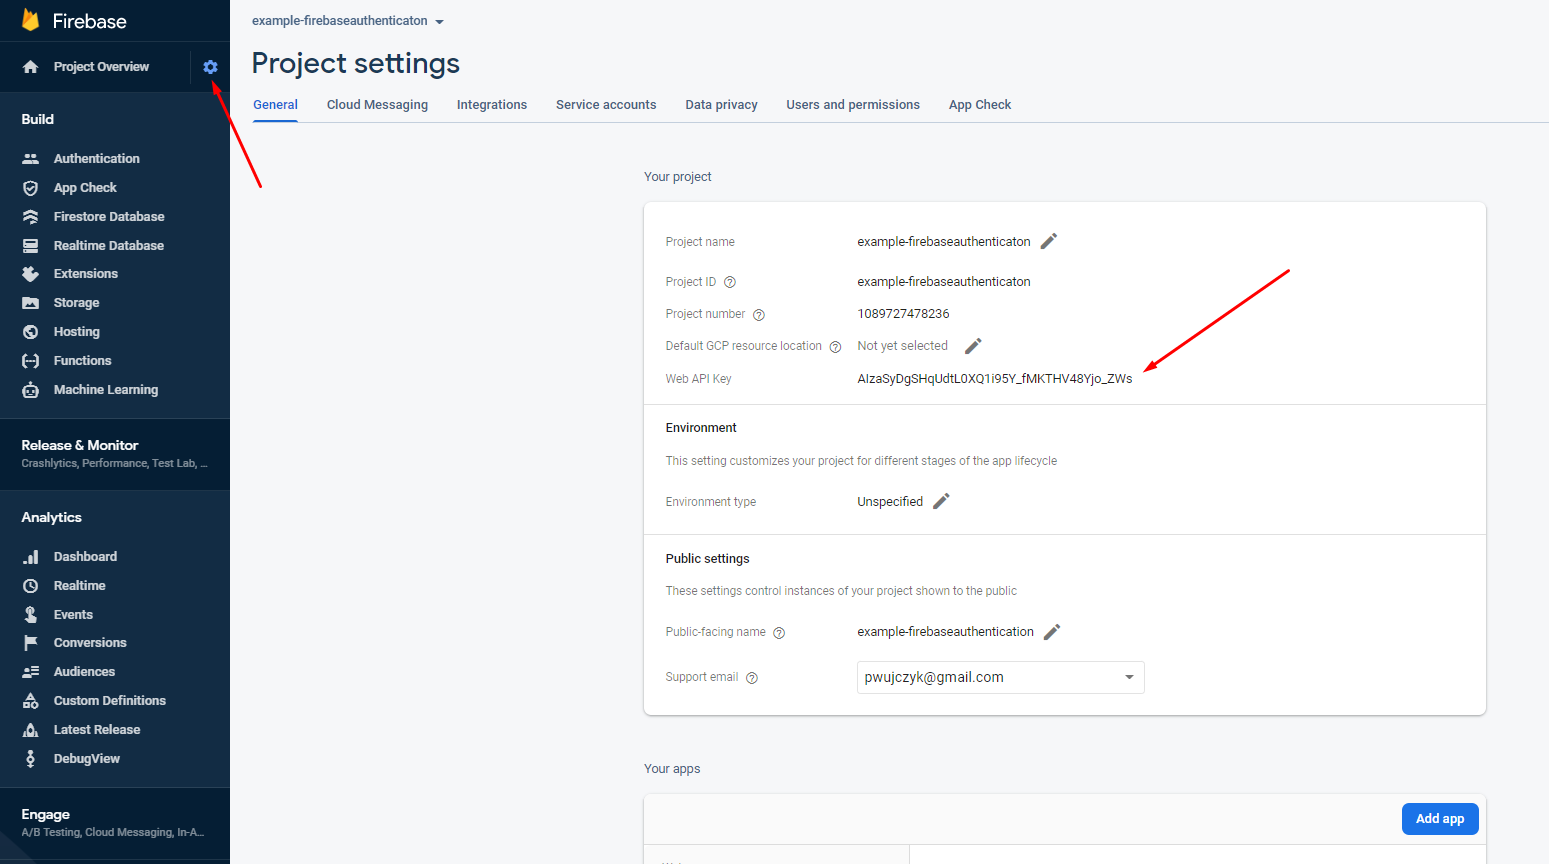 Firebase
Project Overview
Build
Authentication
App Check
Firestore Database
Realtime Database
Extensions
Storage
Hosting
Functions
Machine Learning
Release & Monitor
Crashlytics, Performance, Test Lab, ...
Analytics
Dashboard
Realtime
Events
Conversions
Audiences
Custom Definitions
Latest Release
DebugView
Engage
A/B Testing, Cloud Messaging, In-A...
example-firebaseauthenticaton
Project settings
General Cloud Messaging Integrations Service accounts Data privacy Users and permissions App Check
Your project
Project name example-firebaseauthenticaton
Project ID example-firebaseauthenticaton
Project number 1089727478236
Default GCP resource location Not yet selected
Web API Key AIzaSyDgSHqUdtL0XQ1i95Y_fMKTHV48Yjo_ZWs
Environment
This setting customizes your project for different stages of the app lifecycle
Environment type Unspecified
Public settings
These settings control instances of your project shown to the public
Public-facing name example-firebaseauthentication
Support email pwujczyk@gmail.com
Your apps
Add app